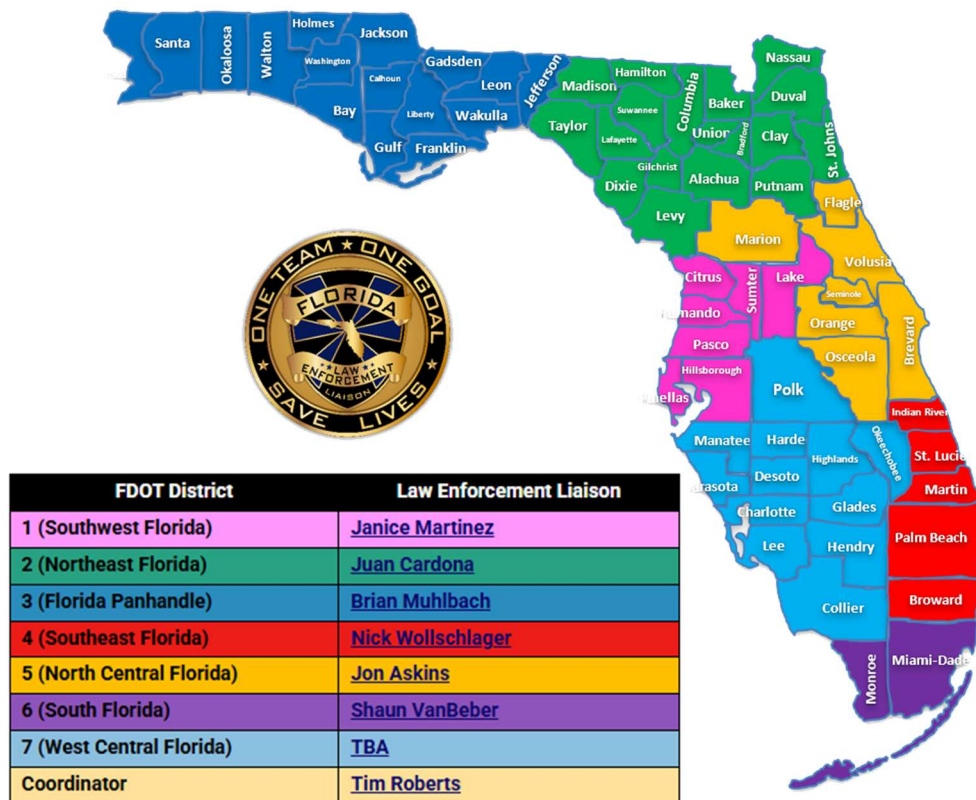 Holmes
Santa
Okaloosa
Walton
Jackson
Washington
Gadsden
Calhoun
Leon
Jefferson
Bay
Liberty
Wakulla
Gulf
Franklin
Nassau
Hamilton
Madison
Columbia
Baker
Duval
Suwannee
Taylor
Union
Bradford
Clay
Lafayette
St. Johns
Gilchrist
Alachua
Dixie
Putnam
Levy
Flagle
Marion
Volusia
Citrus
Sumter
Lake
Seminole
Orange
Brevard
Pasco
Osceola
Hillsborough
Polk
Indian River
Manatee
Harde
Okeechobee
Highlands
St. Lucie
Desoto
Martin
Charlotte
Glades
Palm Beach
Lee
Hendry
Broward
Collier
Monroe
Miami-Dade
ONE TEAM ★ ONE GOAL
FLORIDA
LAW
ENFORCEMENT
LIAISON
★ SAVE LIVES ★
FDOT District Law Enforcement Liaison
1 (Southwest Florida) Janice Martinez
2 (Northeast Florida) Juan Cardona
3 (Florida Panhandle) Brian Muhlbach
4 (Southeast Florida) Nick Wollschlager
5 (North Central Florida) Jon Askins
6 (South Florida) Shaun VanBeber
7 (West Central Florida) TBA
Coordinator Tim Roberts